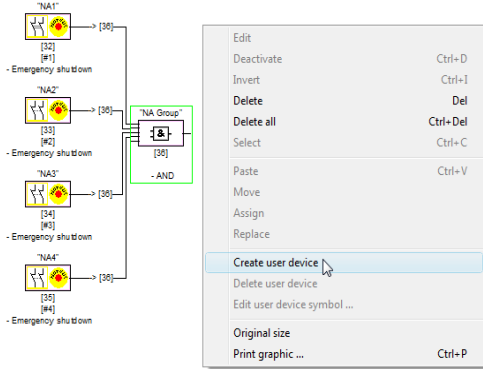 "NA1"
> [36]
[32]
[#1]
- Emergency shutdown
"NA2"
> [36]
[33]
[#2]
- Emergency shutdown
"NA3"
> [36]
[34]
[#3]
- Emergency shutdown
"NA4"
> [36]
[35]
[#4]
- Emergency shutdown
"NA Group"
&
[36]
- AND
Edit
Deactivate Ctrl+D
Invert Ctrl+I
Delete Del
Delete all Ctrl+Del
Select Ctrl+C
Paste Ctrl+V
Move
Assign
Replace
Create user device
Delete user device
Edit user device symbol ...
Original size
Print graphic ... Ctrl+P